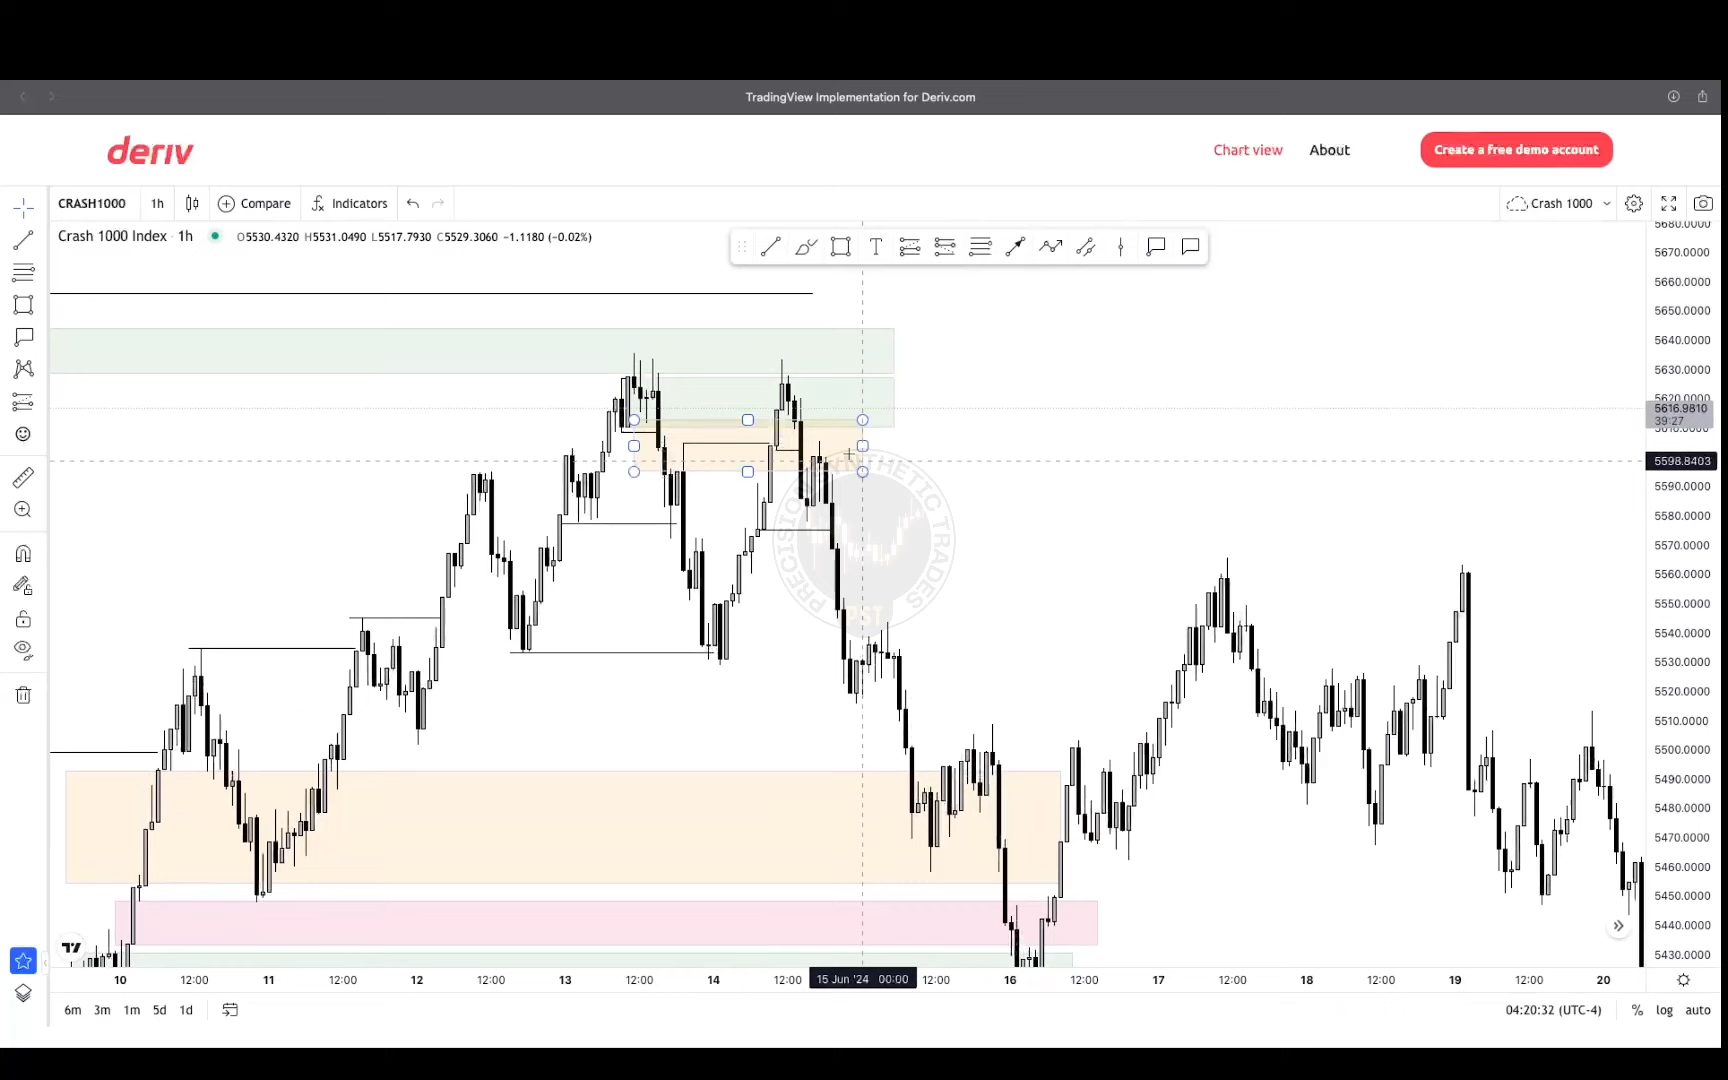 TradingView Implementation for Deriv.com
deriv
Chart view
About
Create a free demo account
CRASH1000
1h
Compare
Indicators
Crash 1000
Crash 1000 Index · 1h
O5530.4320 H5531.0490 L5517.7930 C5529.3060 −1.1180 (−0.02%)
T
5680.0000
5670.0000
5660.0000
5650.0000
5640.0000
5630.0000
5620.0000
5616.9810
39:27
5610.0000
5598.8403
5590.0000
5580.0000
5570.0000
5560.0000
5550.0000
5540.0000
5530.0000
5520.0000
5510.0000
5500.0000
5490.0000
5480.0000
5470.0000
5460.0000
5450.0000
5440.0000
5430.0000
PRECISION SYNTHETIC TRADES
PST
10
12:00
11
12:00
12
12:00
13
12:00
14
12:00
15 Jun '24 00:00
12:00
16
12:00
17
12:00
18
12:00
19
12:00
20
6m
3m
1m
5d
1d
04:20:32 (UTC-4)
%
log
auto